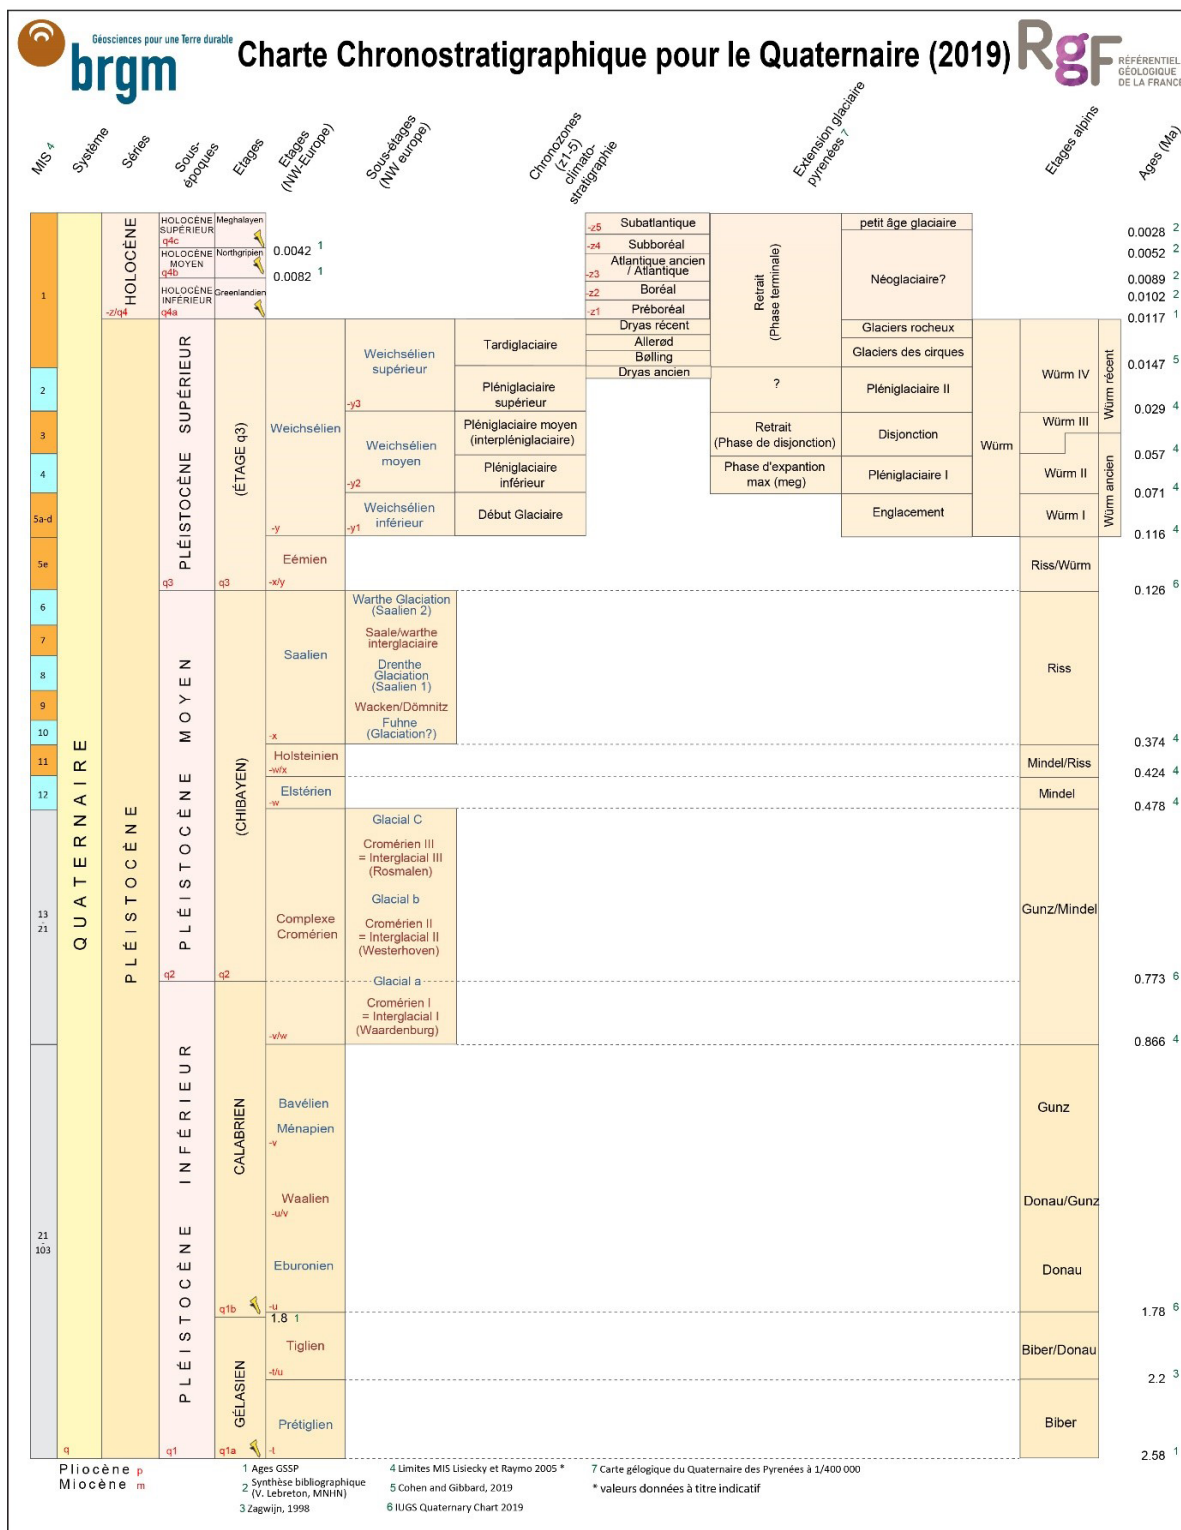 Géosciences pour une Terre durable
brgm
Charte Chronostratigraphique pour le Quaternaire (2019)
RgF
RÉFÉRENTIEL
GÉOLOGIQUE
DE LA FRANCE
MIS 4
Système
Séries
Sous-
époques
Etages
Etages
(NW-Europe)
Sous-étages
(NW europe)
Chronozones
(z1-5)
climato-
stratigraphie
Extension glaciaire
pyrenées 7
Etages alpins
Ages (Ma)
1
2
3
4
5a-d
5e
6
7
8
9
10
11
12
13
-
21
21
-
103
QUATERNAIRE
q
HOLOCÈNE
-z/q4
PLÉISTOCÈNE
HOLOCÈNE
SUPÉRIEUR
q4c
HOLOCÈNE
MOYEN
q4b
HOLOCÈNE
INFÉRIEUR
q4a
PLÉISTOCÈNE SUPÉRIEUR
q3
PLÉISTOCÈNE MOYEN
q2
PLÉISTOCÈNE INFÉRIEUR
q1
Meghalayen
Northgripien
Greenlandien
(ÉTAGE q3)
q3
(CHIBAYEN)
q2
CALABRIEN
q1b
GÉLASIEN
q1a
0.0042 1
0.0082 1
Weichsélien
-y
Eémien
-x/y
Saalien
-x
Holsteinien
-w/x
Elstérien
-w
Complexe
Cromérien
-v/w
Bavélien
Ménapien
-v
Waalien
-u/v
Eburonien
-u
1.8 1
Tiglien
-t/u
Prétiglien
-t
Weichsélien
supérieur
-y3
Weichsélien
moyen
-y2
Weichsélien
inférieur
-y1
Warthe Glaciation
(Saalien 2)
Saale/warthe
interglaciaire
Drenthe
Glaciation
(Saalien 1)
Wacken/Dömnitz
Fuhne
(Glaciation?)
Glacial C
Cromérien III
= Interglacial III
(Rosmalen)
Glacial b
Cromérien II
= Interglacial II
(Westerhoven)
Glacial a
Cromérien I
= Interglacial I
(Waardenburg)
Tardiglaciaire
Pléniglaciaire
supérieur
Pléniglaciaire moyen
(interpléniglaciaire)
Pléniglaciaire
inférieur
Début Glaciaire
-z5 Subatlantique
-z4 Subboréal
Atlantique ancien
-z3 / Atlantique
-z2 Boréal
-z1 Préboréal
Dryas récent
Allerød
Bølling
Dryas ancien
Retrait
(Phase terminale)
?
Retrait
(Phase de disjonction)
Phase d'expantion
max (meg)
petit âge glaciaire
Néoglaciaire?
Glaciers rocheux
Glaciers des cirques
Pléniglaciaire II
Disjonction
Pléniglaciaire I
Englacement
Würm
Würm IV
Würm III
Würm II
Würm I
Würm récent
Würm ancien
Riss/Würm
Riss
Mindel/Riss
Mindel
Gunz/Mindel
Gunz
Donau/Gunz
Donau
Biber/Donau
Biber
0.0028 2
0.0052 2
0.0089 2
0.0102 2
0.0117 1
0.0147 5
0.029 4
0.057 4
0.071 4
0.116 4
0.126 6
0.374 4
0.424 4
0.478 4
0.773 6
0.866 4
1.78 6
2.2 3
2.58 1
Pliocène p
Miocène m
1 Ages GSSP
2 Synthèse bibliographique
(V. Lebreton, MNHN)
3 Zagwijn, 1998
4 Limites MIS Lisiecky et Raymo 2005 *
5 Cohen and Gibbard, 2019
6 IUGS Quaternary Chart 2019
7 Carte gélogique du Quaternaire des Pyrenées à 1/400 000
* valeurs données à titre indicatif